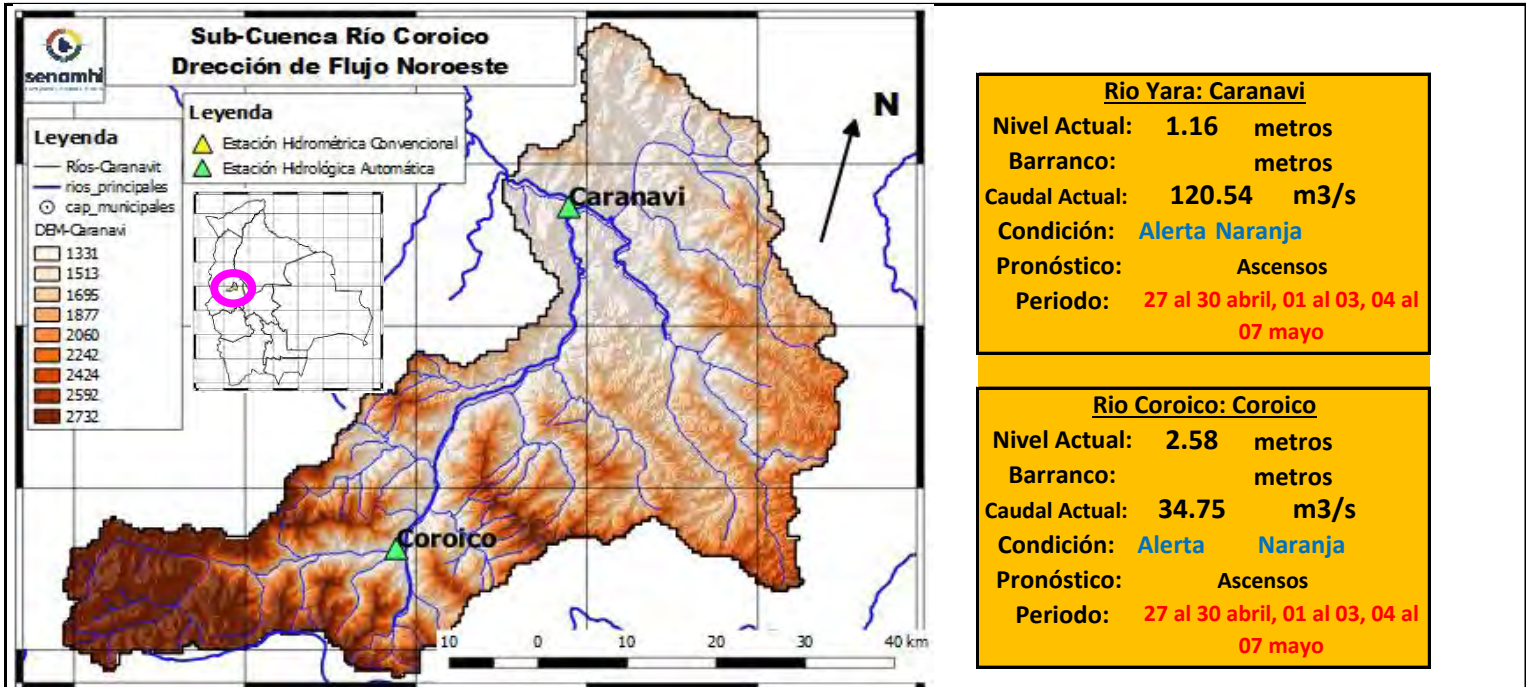 Sub-Cuenca Río Coroico
Drección de Flujo Noroeste
senamhi
Leyenda
Ríos-Caranavit
rios_principales
cap_municipales
DEM-Caranavi
1331
1513
1695
1877
2060
2242
2424
2592
2732
Leyenda
Estación Hidrométrica Convencional
Estación Hidrológica Automática
N
Caranavi
Coroico
10 0 10 20 30 40 km
Rio Yara: Caranavi
Nivel Actual: 1.16 metros
Barranco: metros
Caudal Actual: 120.54 m3/s
Condición: Alerta Naranja
Pronóstico: Ascensos
Periodo: 27 al 30 abril, 01 al 03, 04 al
07 mayo
Rio Coroico: Coroico
Nivel Actual: 2.58 metros
Barranco: metros
Caudal Actual: 34.75 m3/s
Condición: Alerta Naranja
Pronóstico: Ascensos
Periodo: 27 al 30 abril, 01 al 03, 04 al
07 mayo